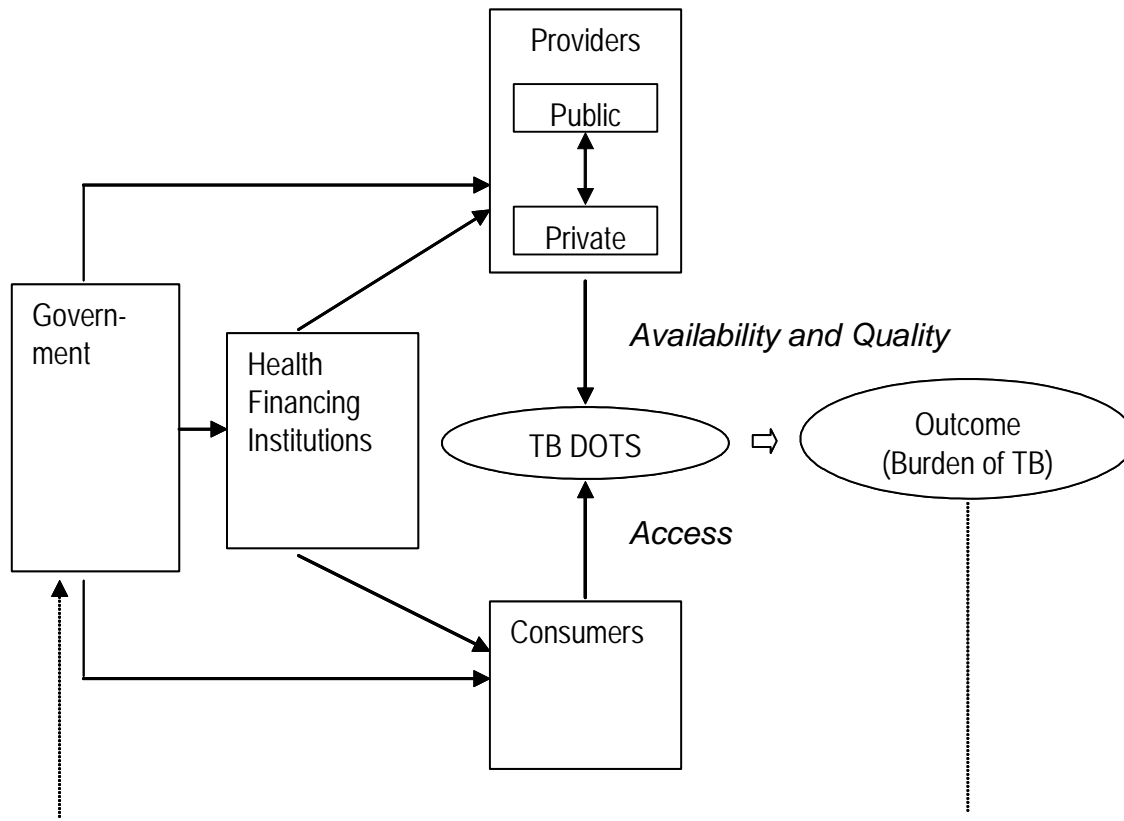 Providers
Public
Private
Govern-
ment
Health
Financing
Institutions
Availability and Quality
TB DOTS
Outcome
(Burden of TB)
Access
Consumers